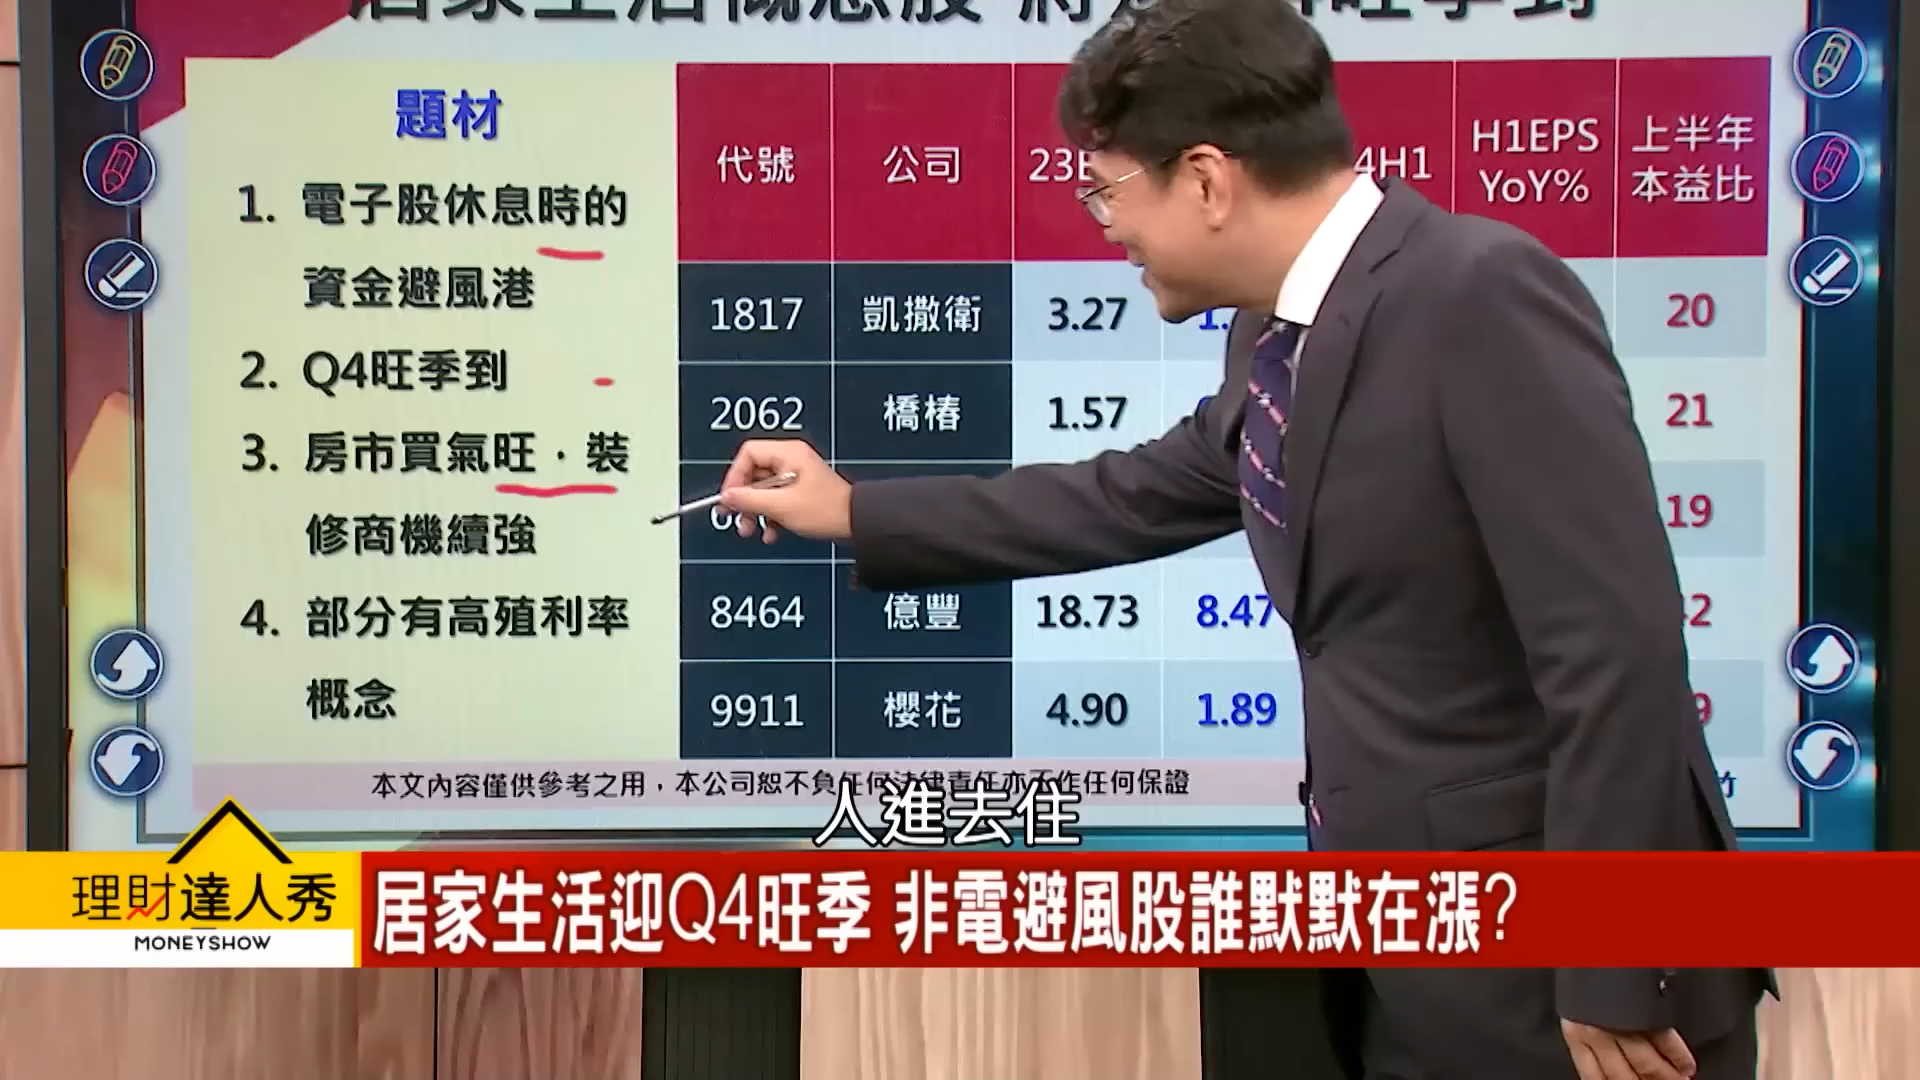 題材
1. 電子股休息時的
資金避風港
2. Q4旺季到
3. 房市買氣旺，裝
修商機續強
4. 部分有高殖利率
概念
代號 公司 4H1 H1EPS YoY% 上半年本益比
1817 凱撒衛 3.27 20
2062 橋椿 1.57 21
19
8464 億豐 18.73 8.47
9911 櫻花 4.90 1.89
本文內容僅供參考之用，本公司恕不負任何法律責任亦不作任何保證
人進去住
理財達人秀
MONEYSHOW
居家生活迎Q4旺季 非電避風股誰默默在漲?